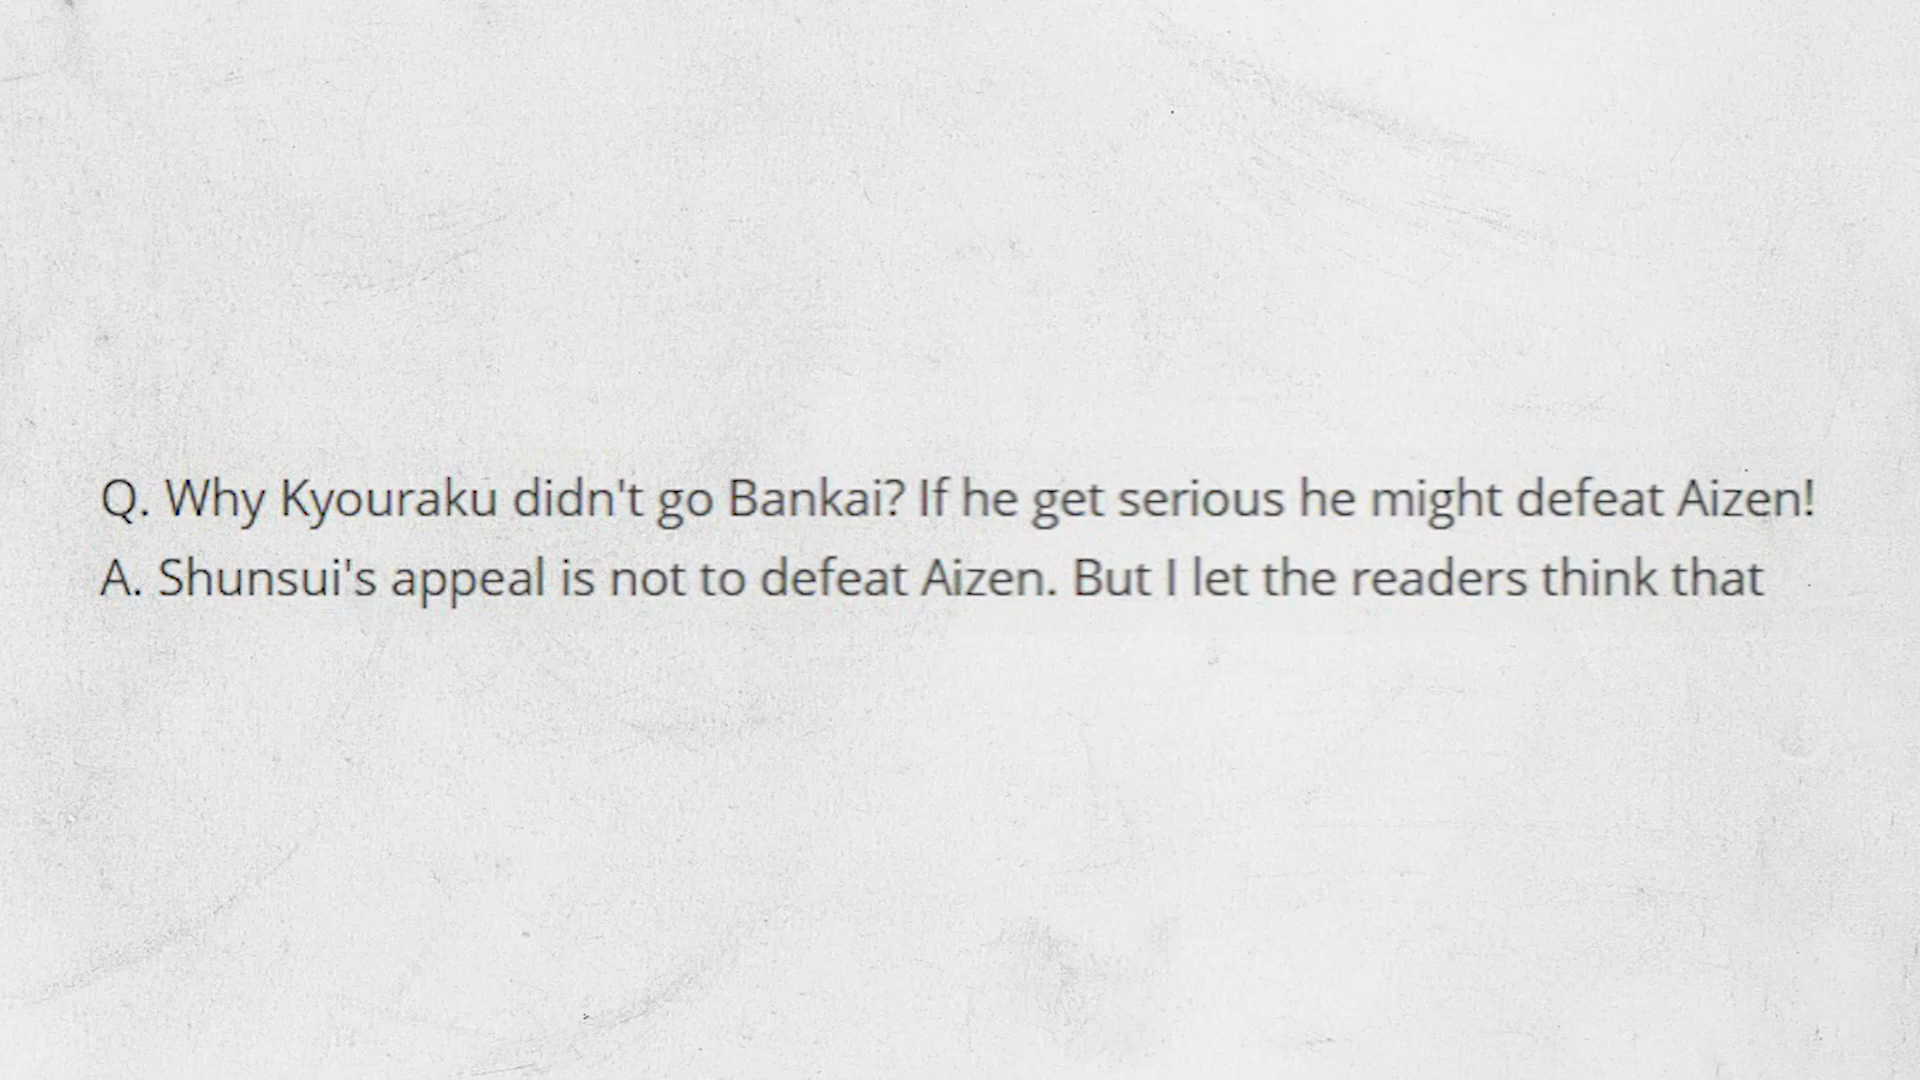 Q. Why Kyouraku didn't go Bankai? If he get serious he might defeat Aizen!
A. Shunsui's appeal is not to defeat Aizen. But I let the readers think that